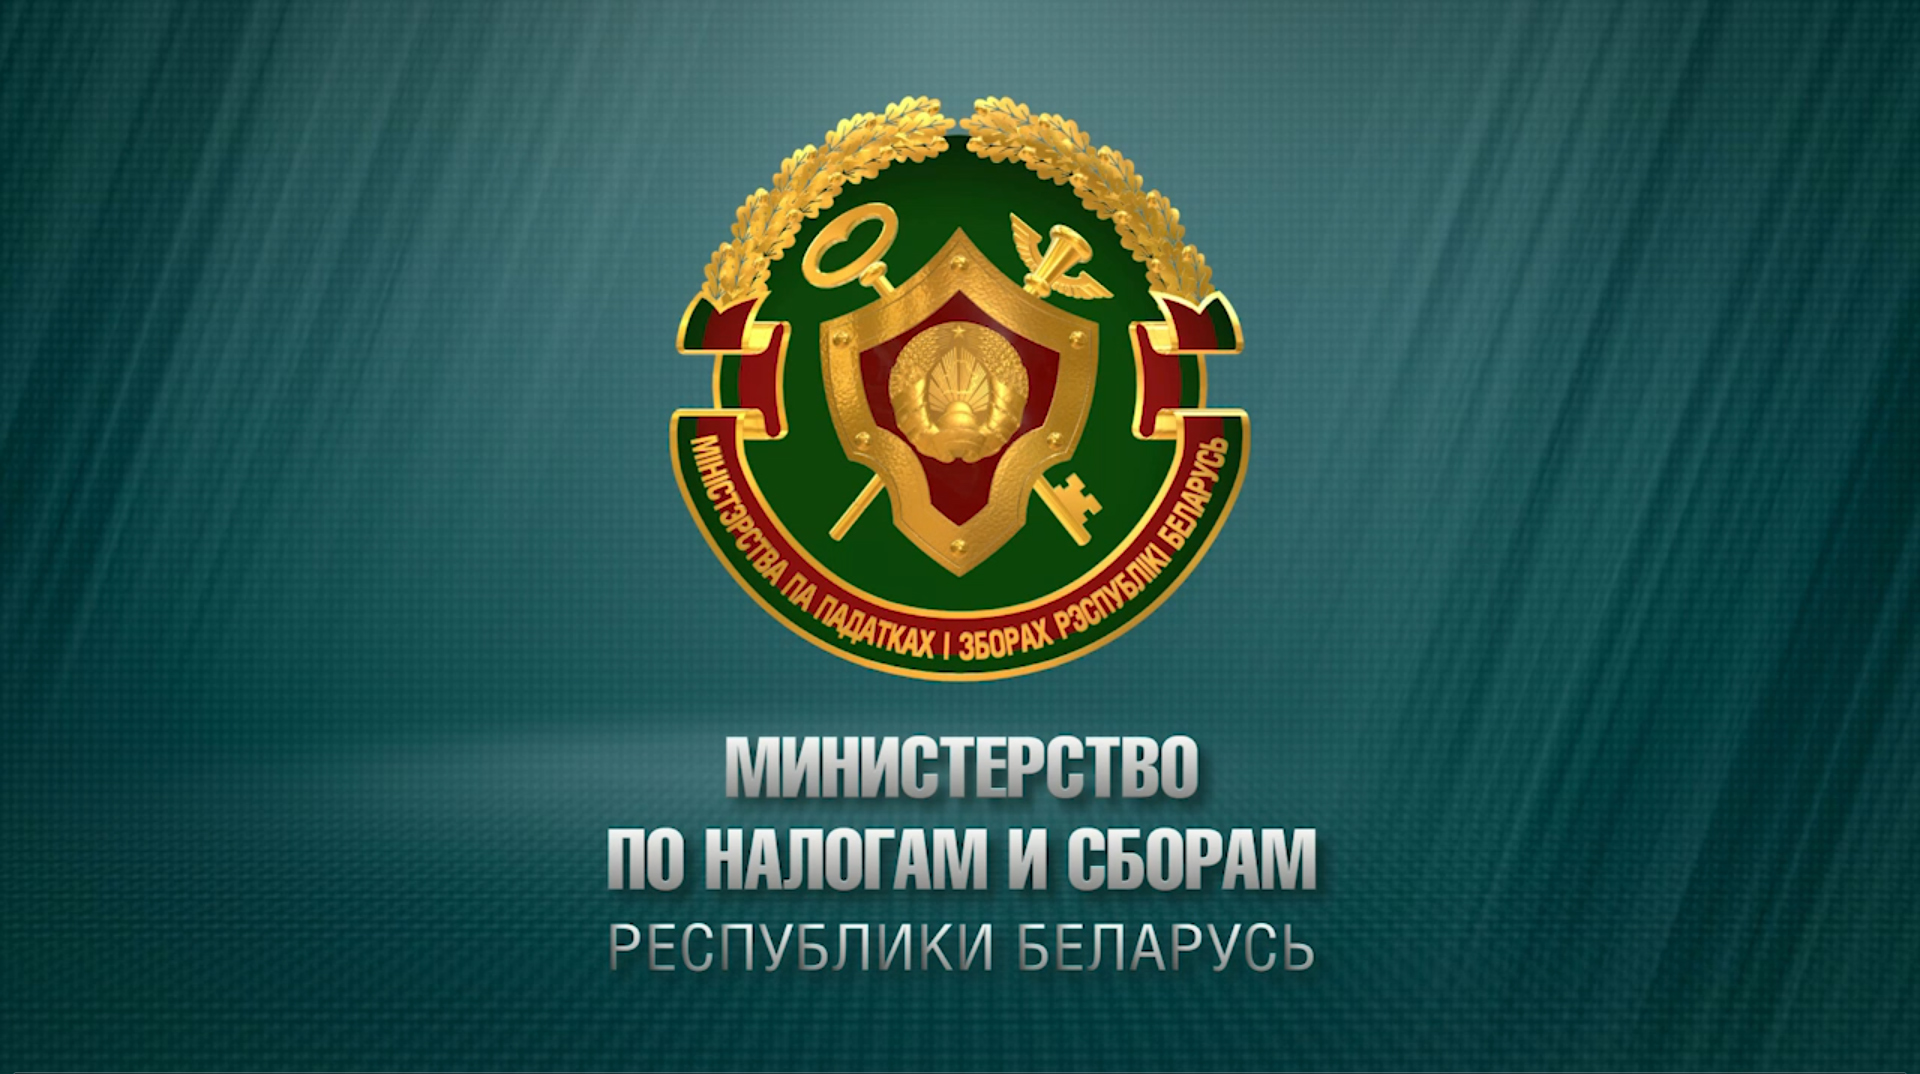 МІНІСТЭРСТВА ПА ПАДАТКАХ І ЗБОРАХ РЭСПУБЛІКІ БЕЛАРУСЬ
МИНИСТЕРСТВО
ПО НАЛОГАМ И СБОРАМ
РЕСПУБЛИКИ БЕЛАРУСЬ